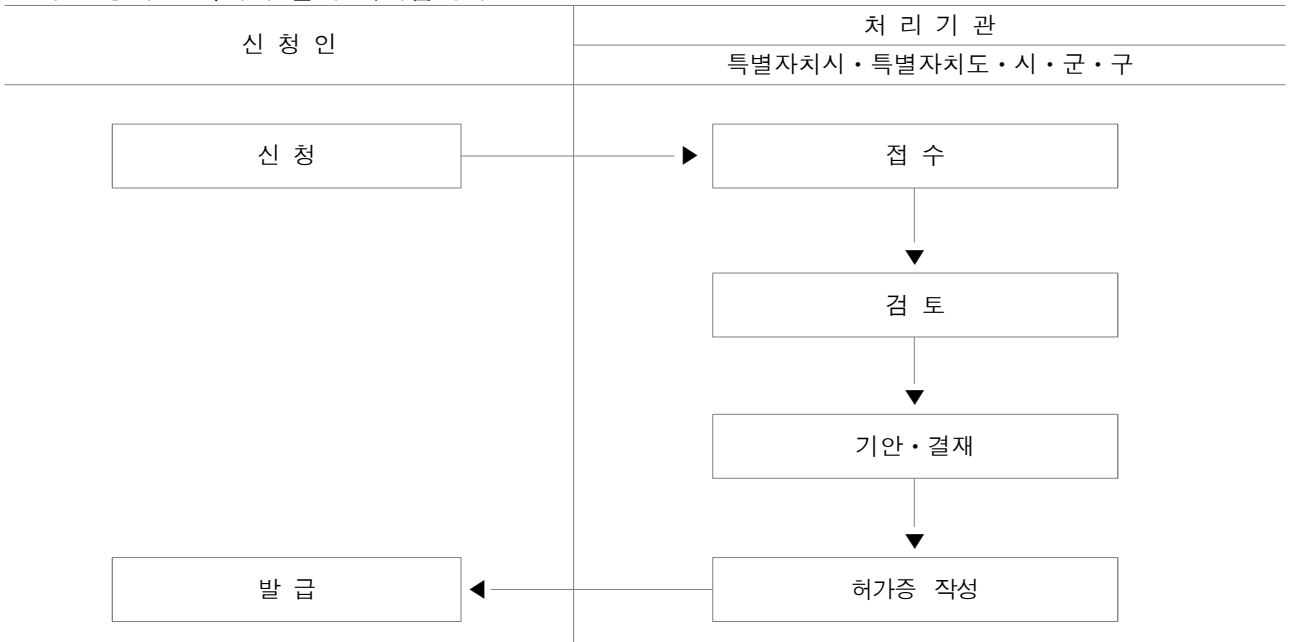 신 청 인
처 리 기 관
특별자치시・특별자치도・시・군・구
신 청
접 수
검 토
기안・결재
발 급
허가증 작성